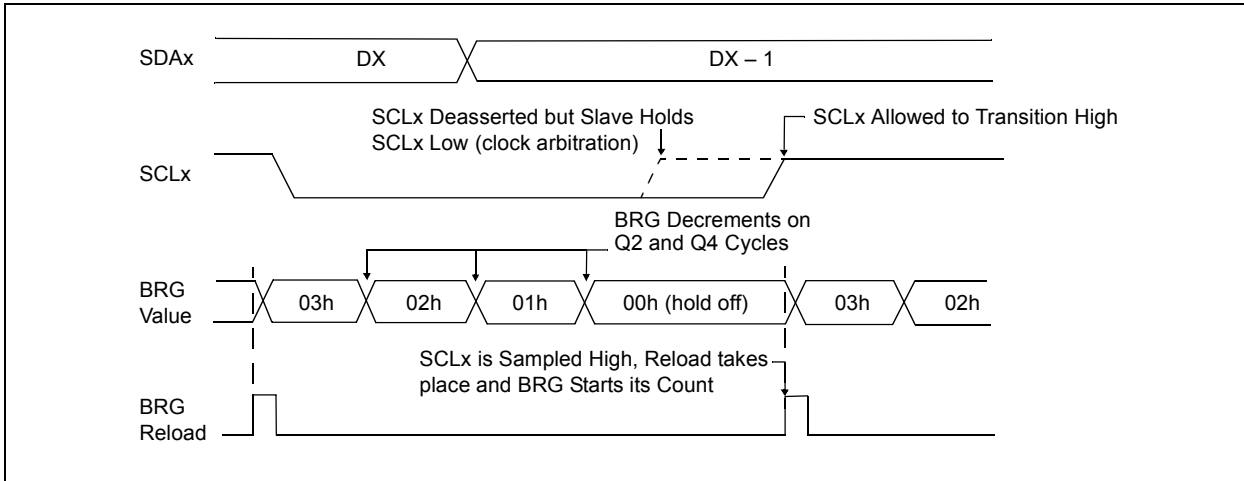 SDAx
DX
DX – 1
SCLx Deasserted but Slave Holds
SCLx Low (clock arbitration)
SCLx Allowed to Transition High
SCLx
BRG Decrements on
Q2 and Q4 Cycles
BRG
Value
03h
02h
01h
00h (hold off)
03h
02h
SCLx is Sampled High, Reload takes
place and BRG Starts its Count
BRG
Reload